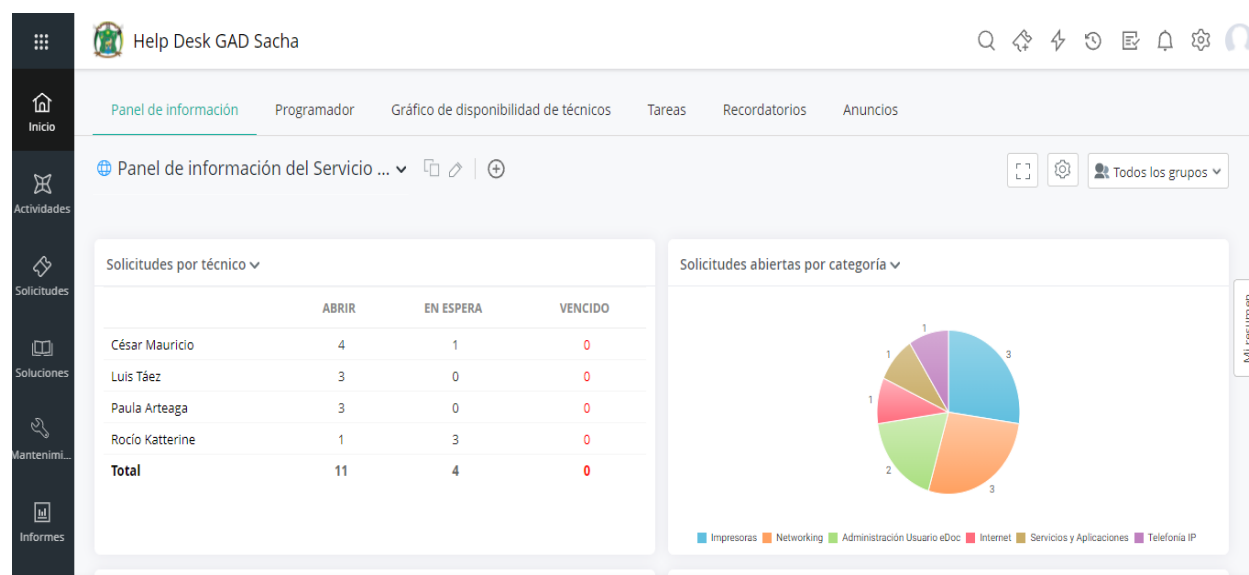 Help Desk GAD Sacha
Inicio
Actividades
Solicitudes
Soluciones
Mantenimi...
Informes
Panel de información Programador Gráfico de disponibilidad de técnicos Tareas Recordatorios Anuncios
Panel de información del Servicio ...
Todos los grupos
Solicitudes por técnico
ABRIR EN ESPERA VENCIDO
César Mauricio 4 1 0
Luis Táez 3 0 0
Paula Arteaga 3 0 0
Rocío Katterine 1 3 0
Total 11 4 0
Solicitudes abiertas por categoría
1
1
3
1
2
3
Impresoras Networking Administración Usuario eDoc Internet Servicios y Aplicaciones Telefonia IP
Mi resumen